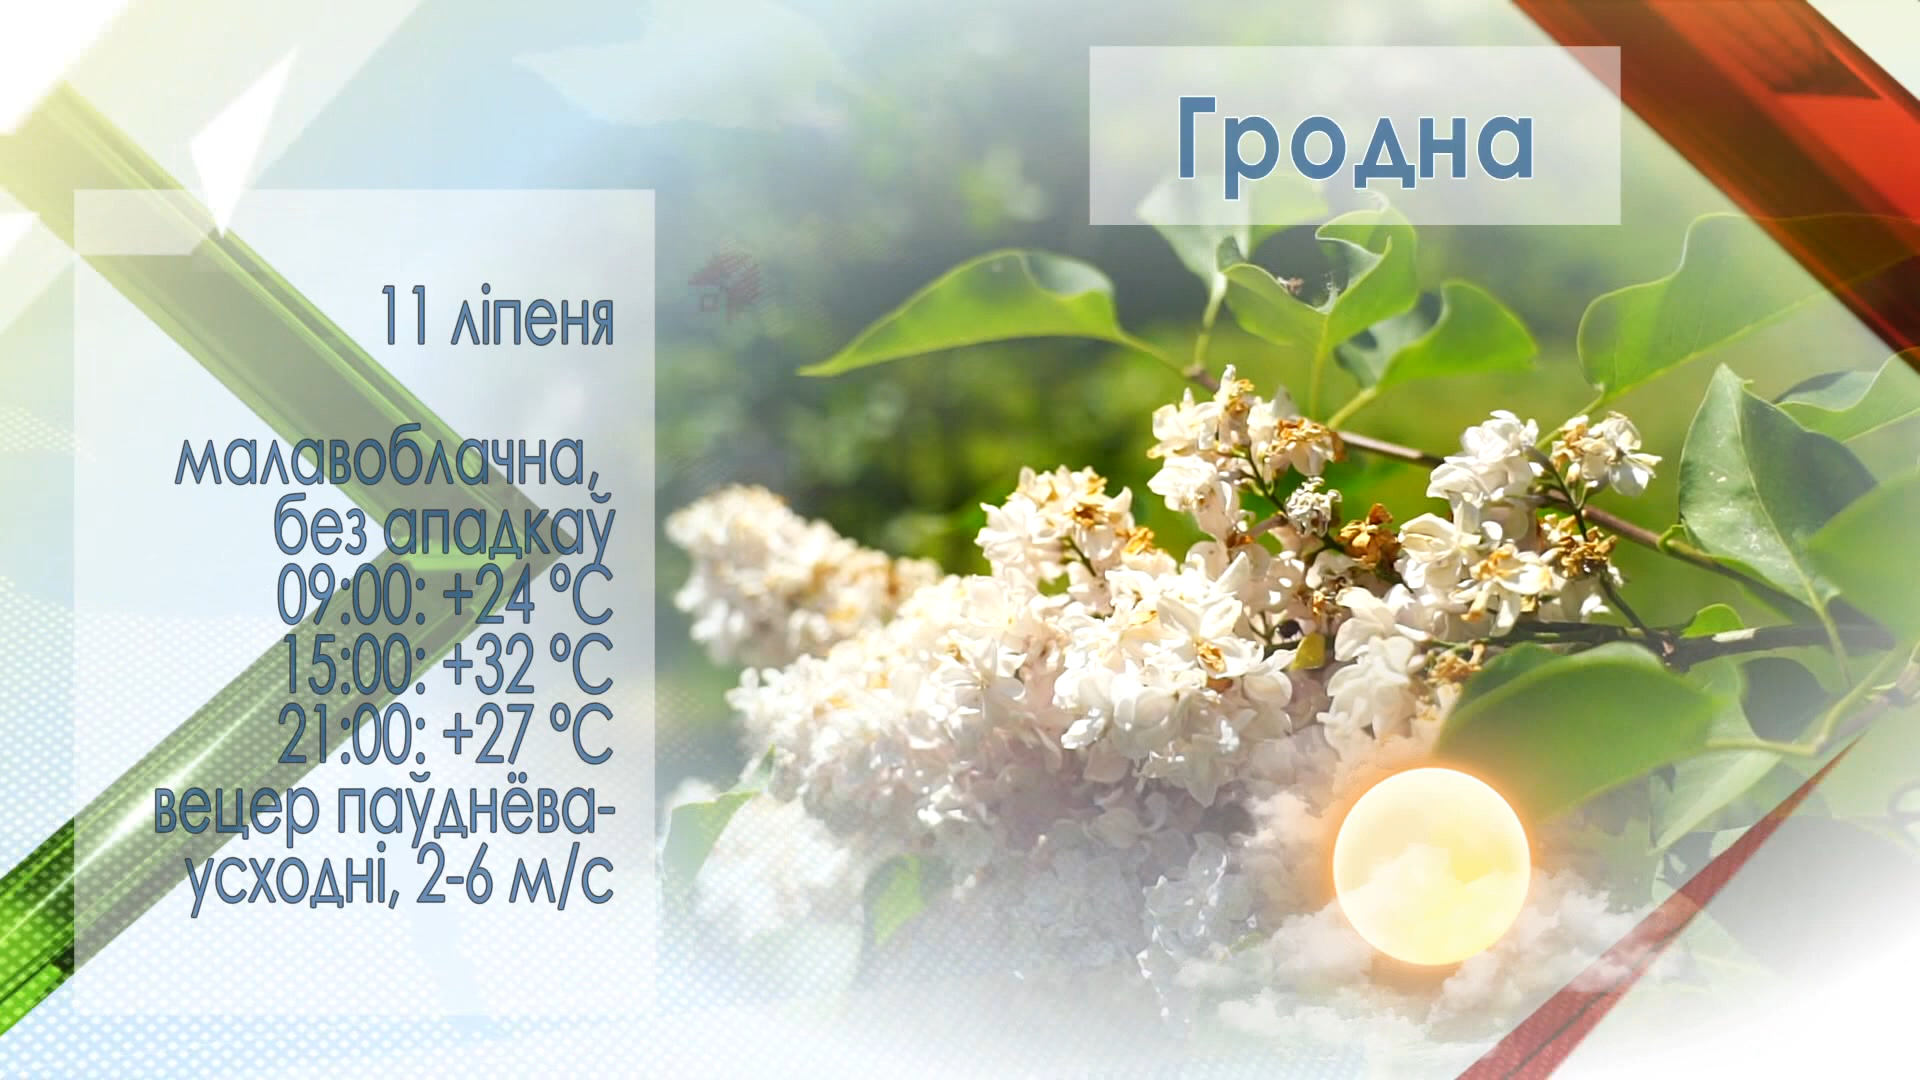 Гродна
11 ліпеня
малавоблачна,
без ападкаў
09:00: +24 °C
15:00: +32 °C
21:00: +27 °C
вецер паўднёва-
усходні, 2-6 м/с